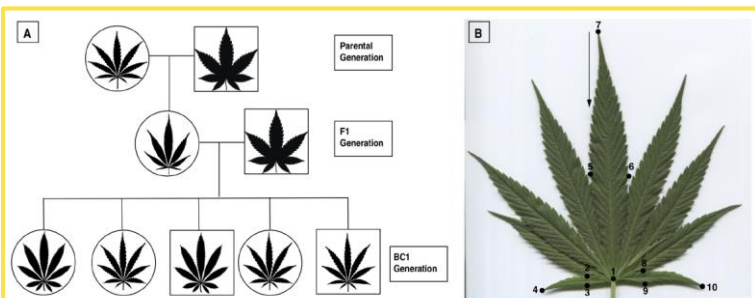 A
Parental
Generation
F1
Generation
BC1
Generation
B
7
5
6
2
8
1
4
3
9
10